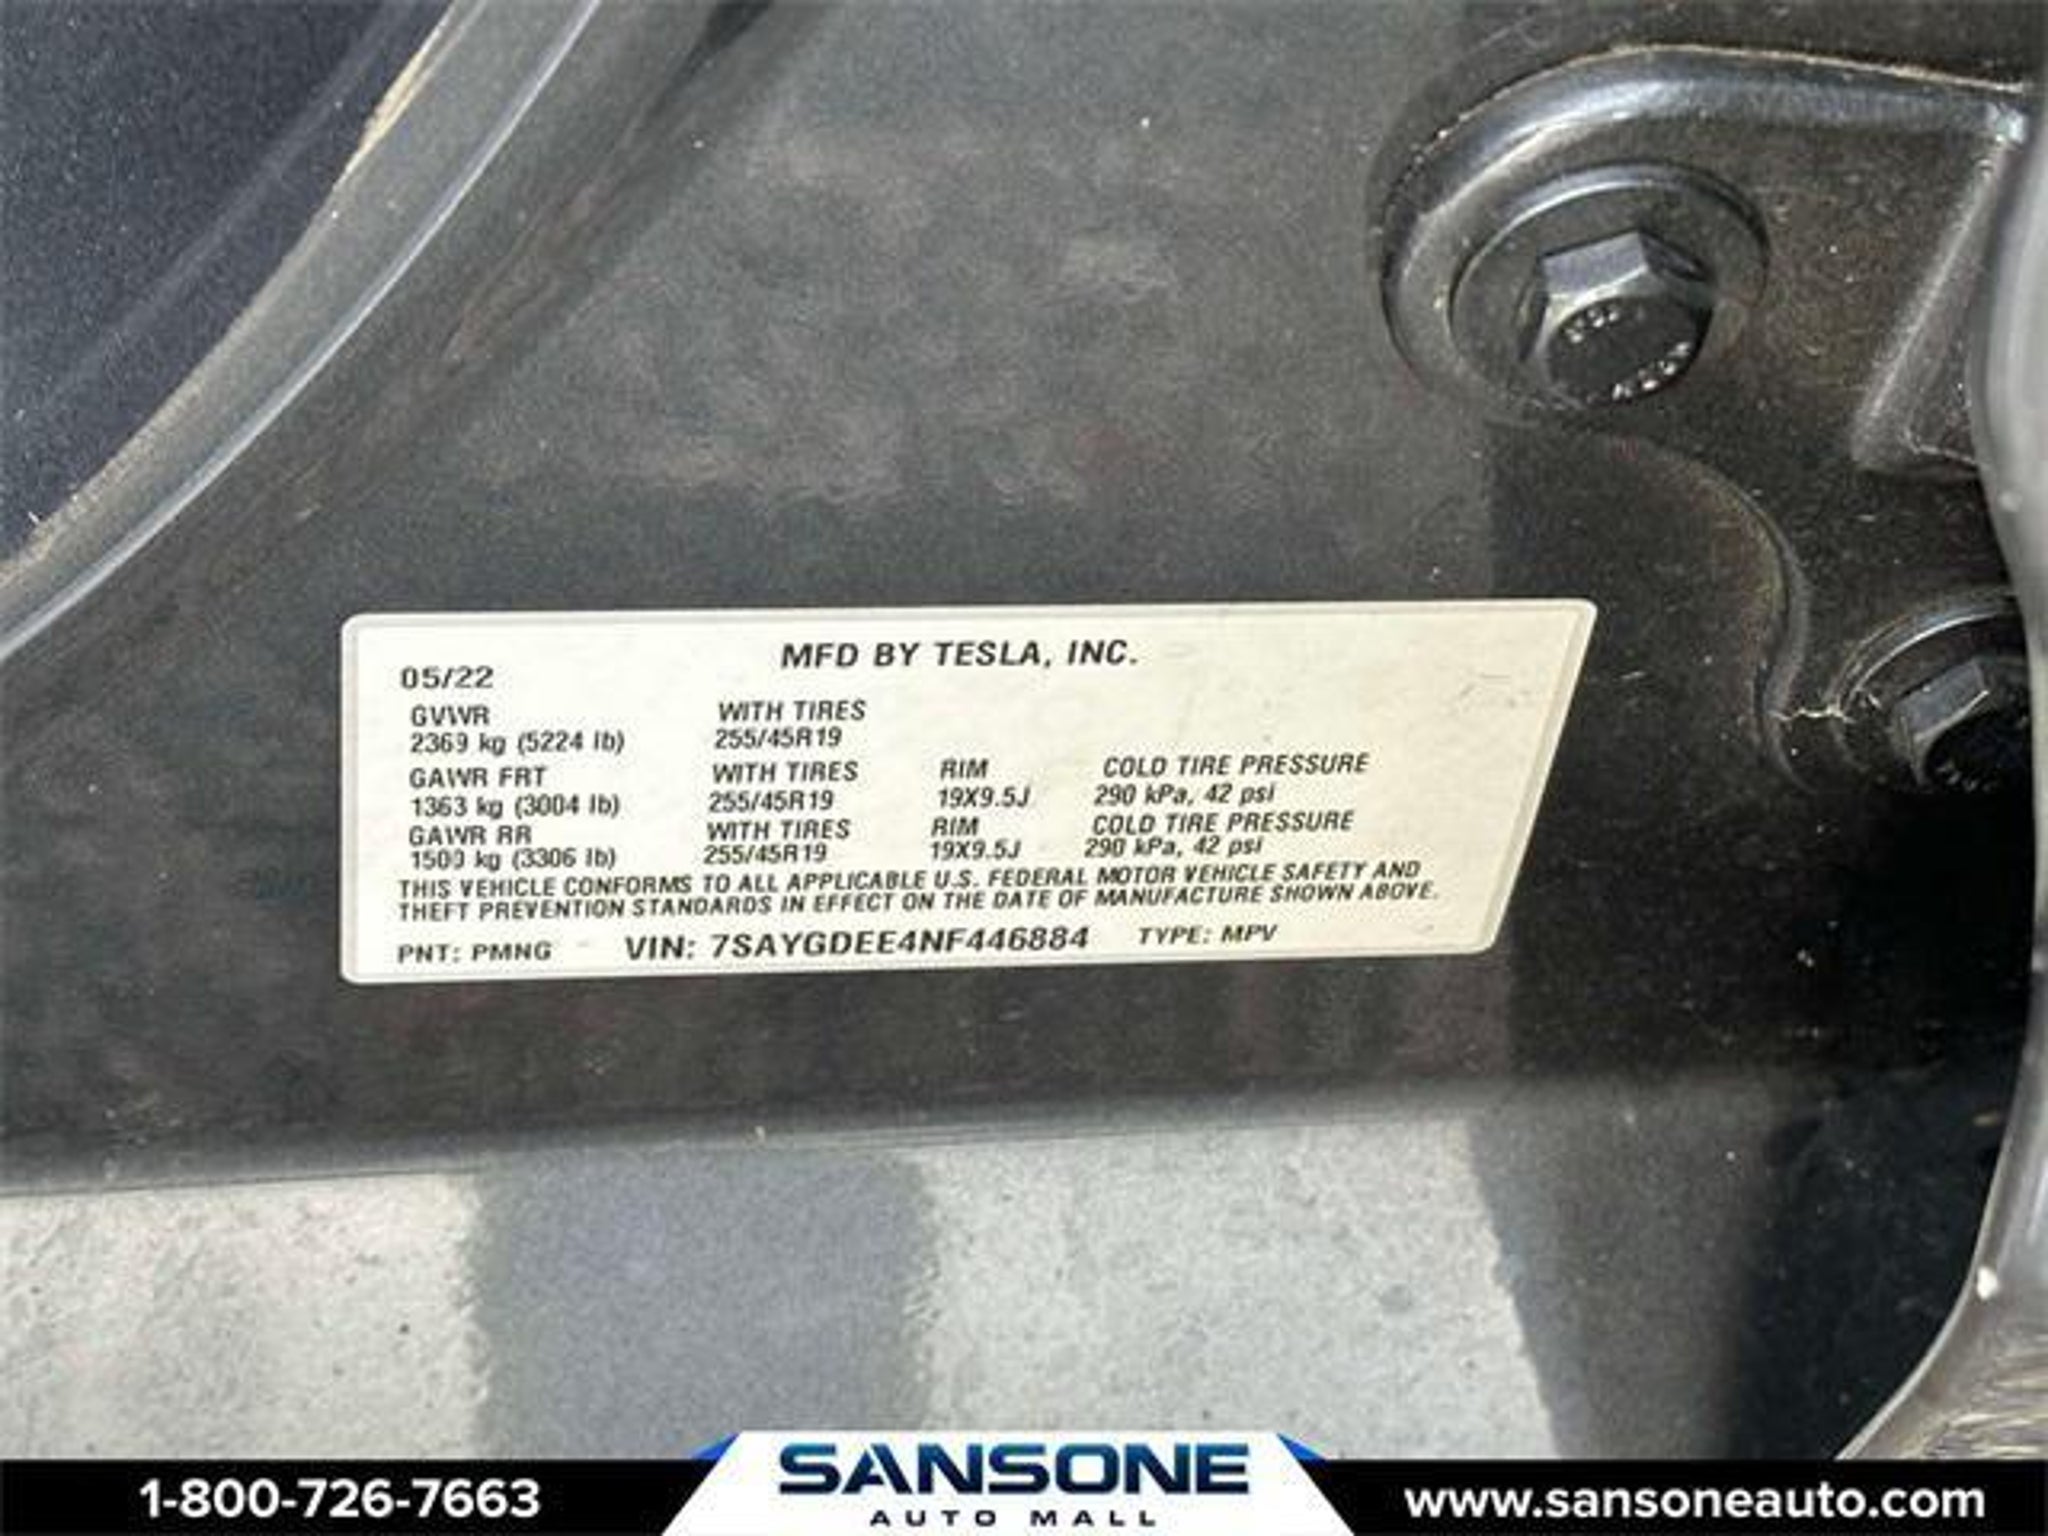 MFD BY TESLA, INC.
05/22
GVWR WITH TIRES
2369 kg (5224 lb) 255/45R19
GAWR FRT WITH TIRES RIM COLD TIRE PRESSURE
1363 kg (3004 lb) 255/45R19 19X9.5J 290 kPa, 42 psi
GAWR RR WITH TIRES RIM COLD TIRE PRESSURE
1500 kg (3306 lb) 255/45R19 19X9.5J 290 kPa, 42 psi
THIS VEHICLE CONFORMS TO ALL APPLICABLE U.S. FEDERAL MOTOR VEHICLE SAFETY AND
THEFT PREVENTION STANDARDS IN EFFECT ON THE DATE OF MANUFACTURE SHOWN ABOVE.
PNT: PMNG VIN: 7SAYGDEE4NF446884 TYPE: MPV
1-800-726-7663
SANSONE
AUTO MALL
www.sansoneauto.com